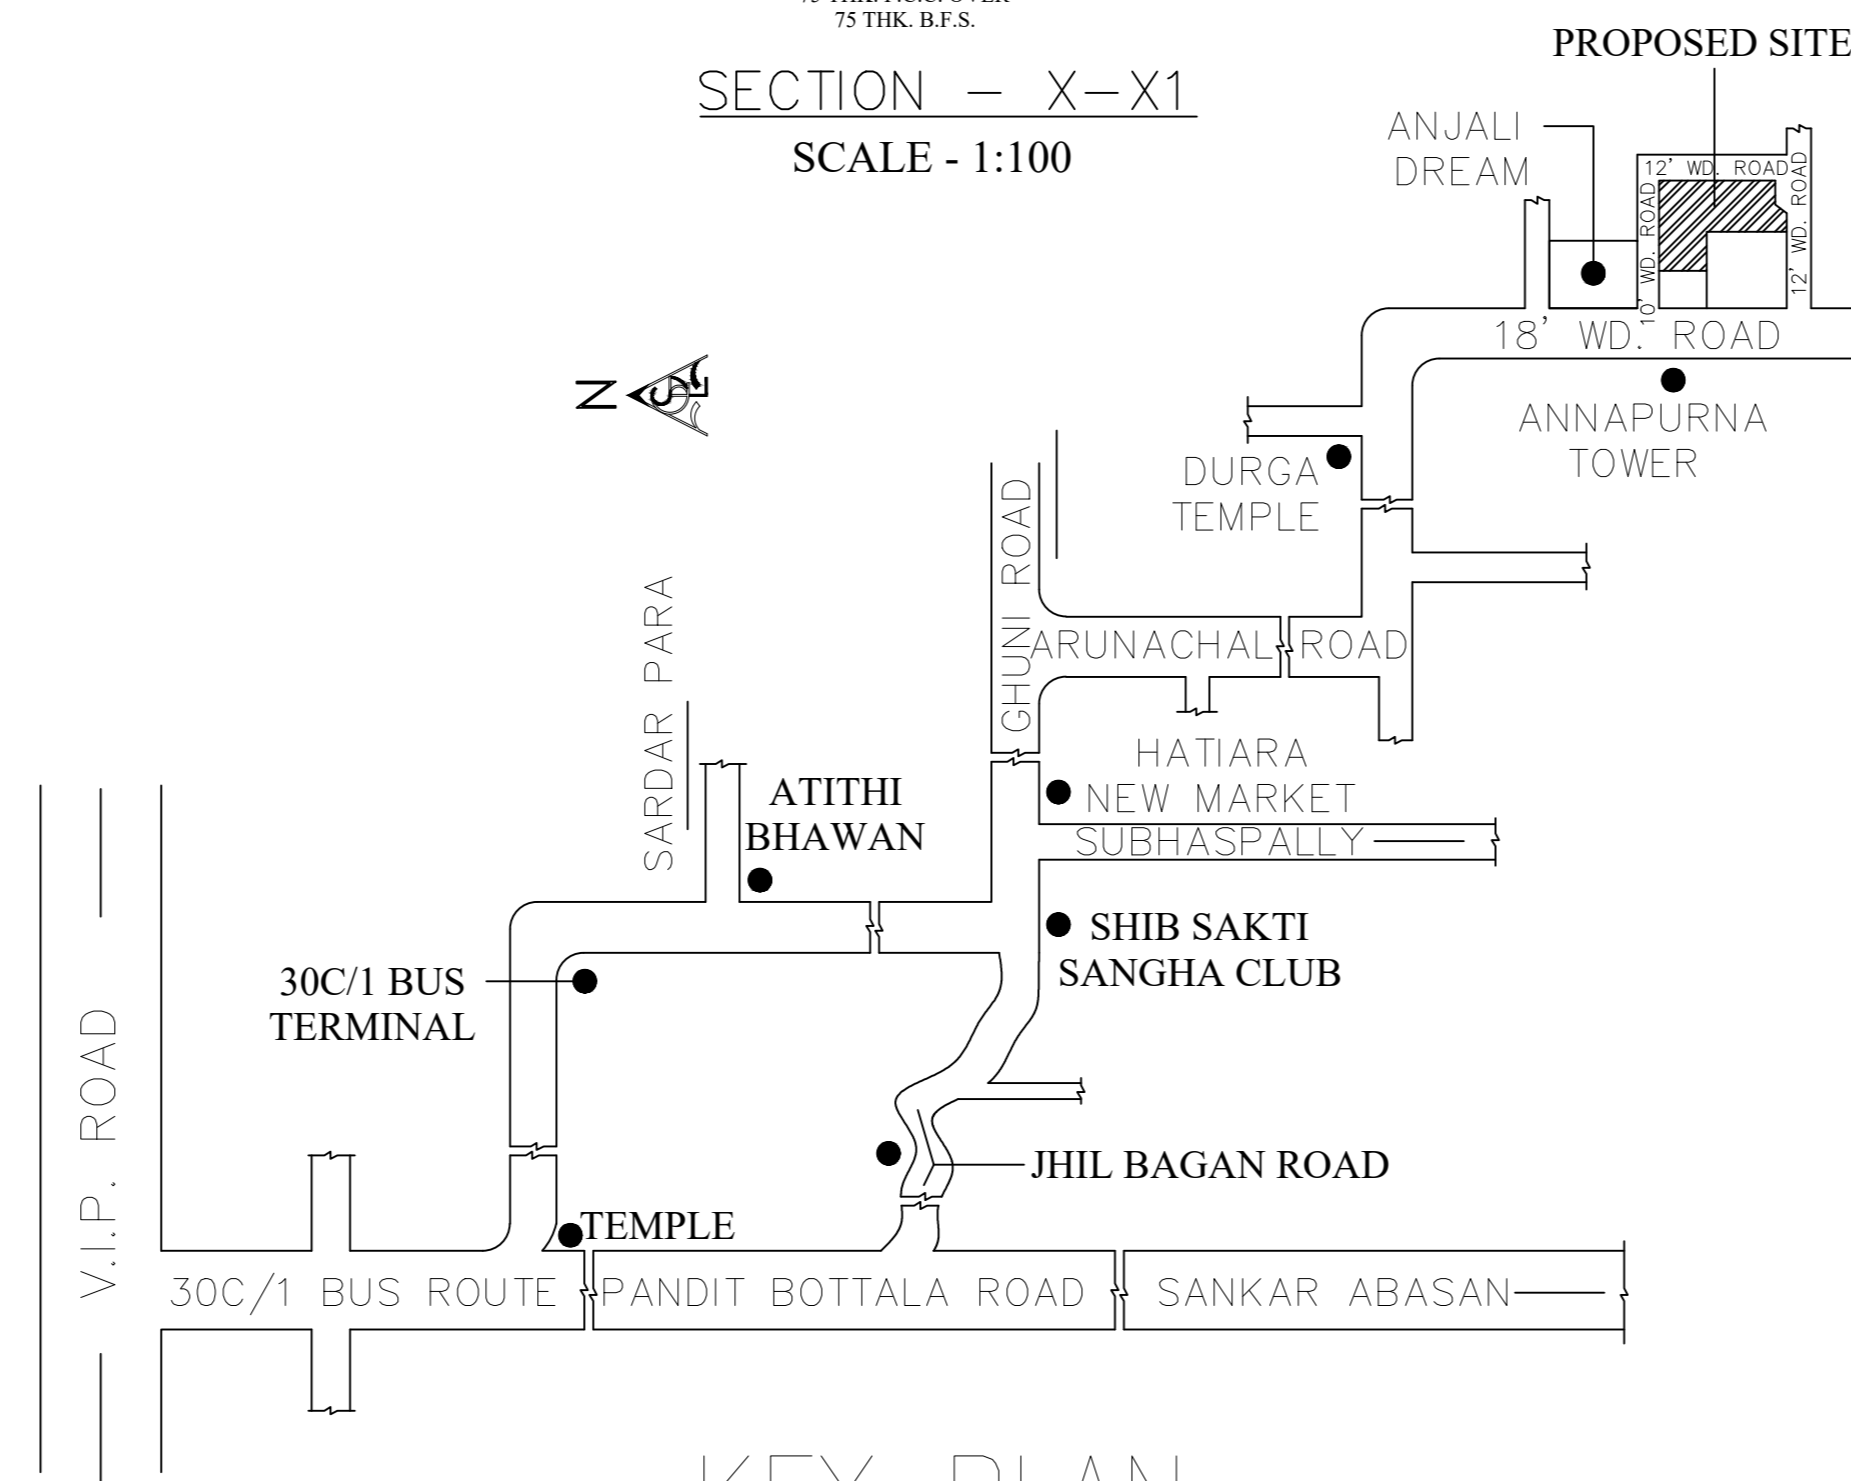 75 THK. B.F.S.
SECTION - X-X1
SCALE - 1:100
PROPOSED SITE
ANJALI
DREAM
12' WD. ROAD
10' WD. ROAD
12' WD. ROAD
18' WD. ROAD
ANNAPURNA
TOWER
N
DURGA
TEMPLE
GHUNI ROAD
ARUNACHAL ROAD
SARDAR PARA
HATIARA
NEW MARKET
SUBHASPALLY
ATITHI
BHAWAN
SHIB SAKTI
SANGHA CLUB
30C/1 BUS
TERMINAL
V.I.P. ROAD
JHIL BAGAN ROAD
TEMPLE
30C/1 BUS ROUTE
PANDIT BOTTALA ROAD
SANKAR ABASAN
KEY PLAN